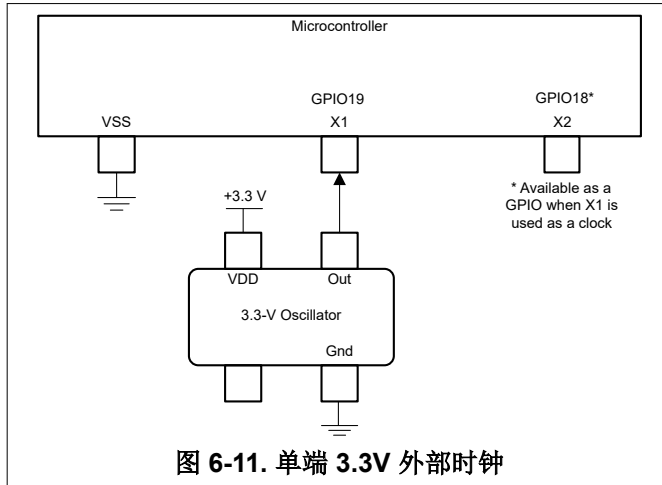 Microcontroller
GPIO19
GPIO18*
VSS
X1
X2
* Available as a
GPIO when X1 is
used as a clock
+3.3 V
VDD
Out
3.3-V Oscillator
Gnd
图 6-11. 单端 3.3V 外部时钟